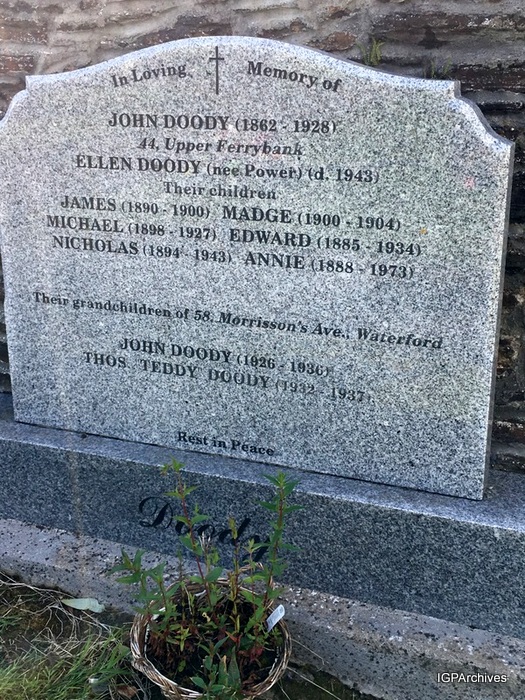 In Loving Memory of
JOHN DOODY (1862 - 1928)
44, Upper Ferrybank
ELLEN DOODY (nee Power) (d. 1943)
Their children
JAMES (1890 - 1900) MADGE (1900 - 1904)
MICHAEL (1898 - 1927) EDWARD (1885 - 1934)
NICHOLAS (1894 - 1943) ANNIE (1888 - 1973)
Their grandchildren of 58, Morrisson's Ave., Waterford
JOHN DOODY (1926 - 1936)
THOS. TEDDY DOODY (1932 - 1937)
Rest in Peace
Doody
IGPArchives